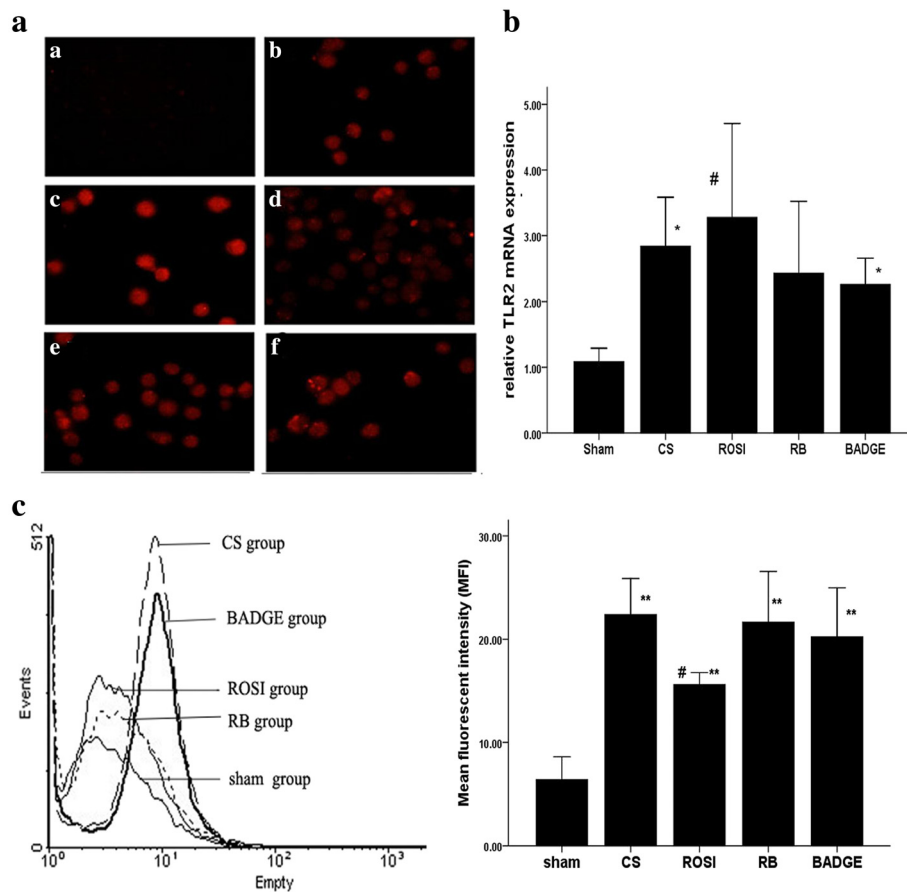 a
a
b
c
d
e
f
b
relative TLR2 mRNA expression
5.00
4.00
3.00
2.00
1.00
0.00
*
#
*
Sham CS ROSI RB BADGE
c
512
Events
0
CS group
BADGE group
ROSI group
RB group
sham group
10⁰ 10¹ 10² 10³
Empty
Mean fluorescent intensity (MFI)
30.00
20.00
10.00
0.00
**
# **
**
**
sham CS ROSI RB BADGE